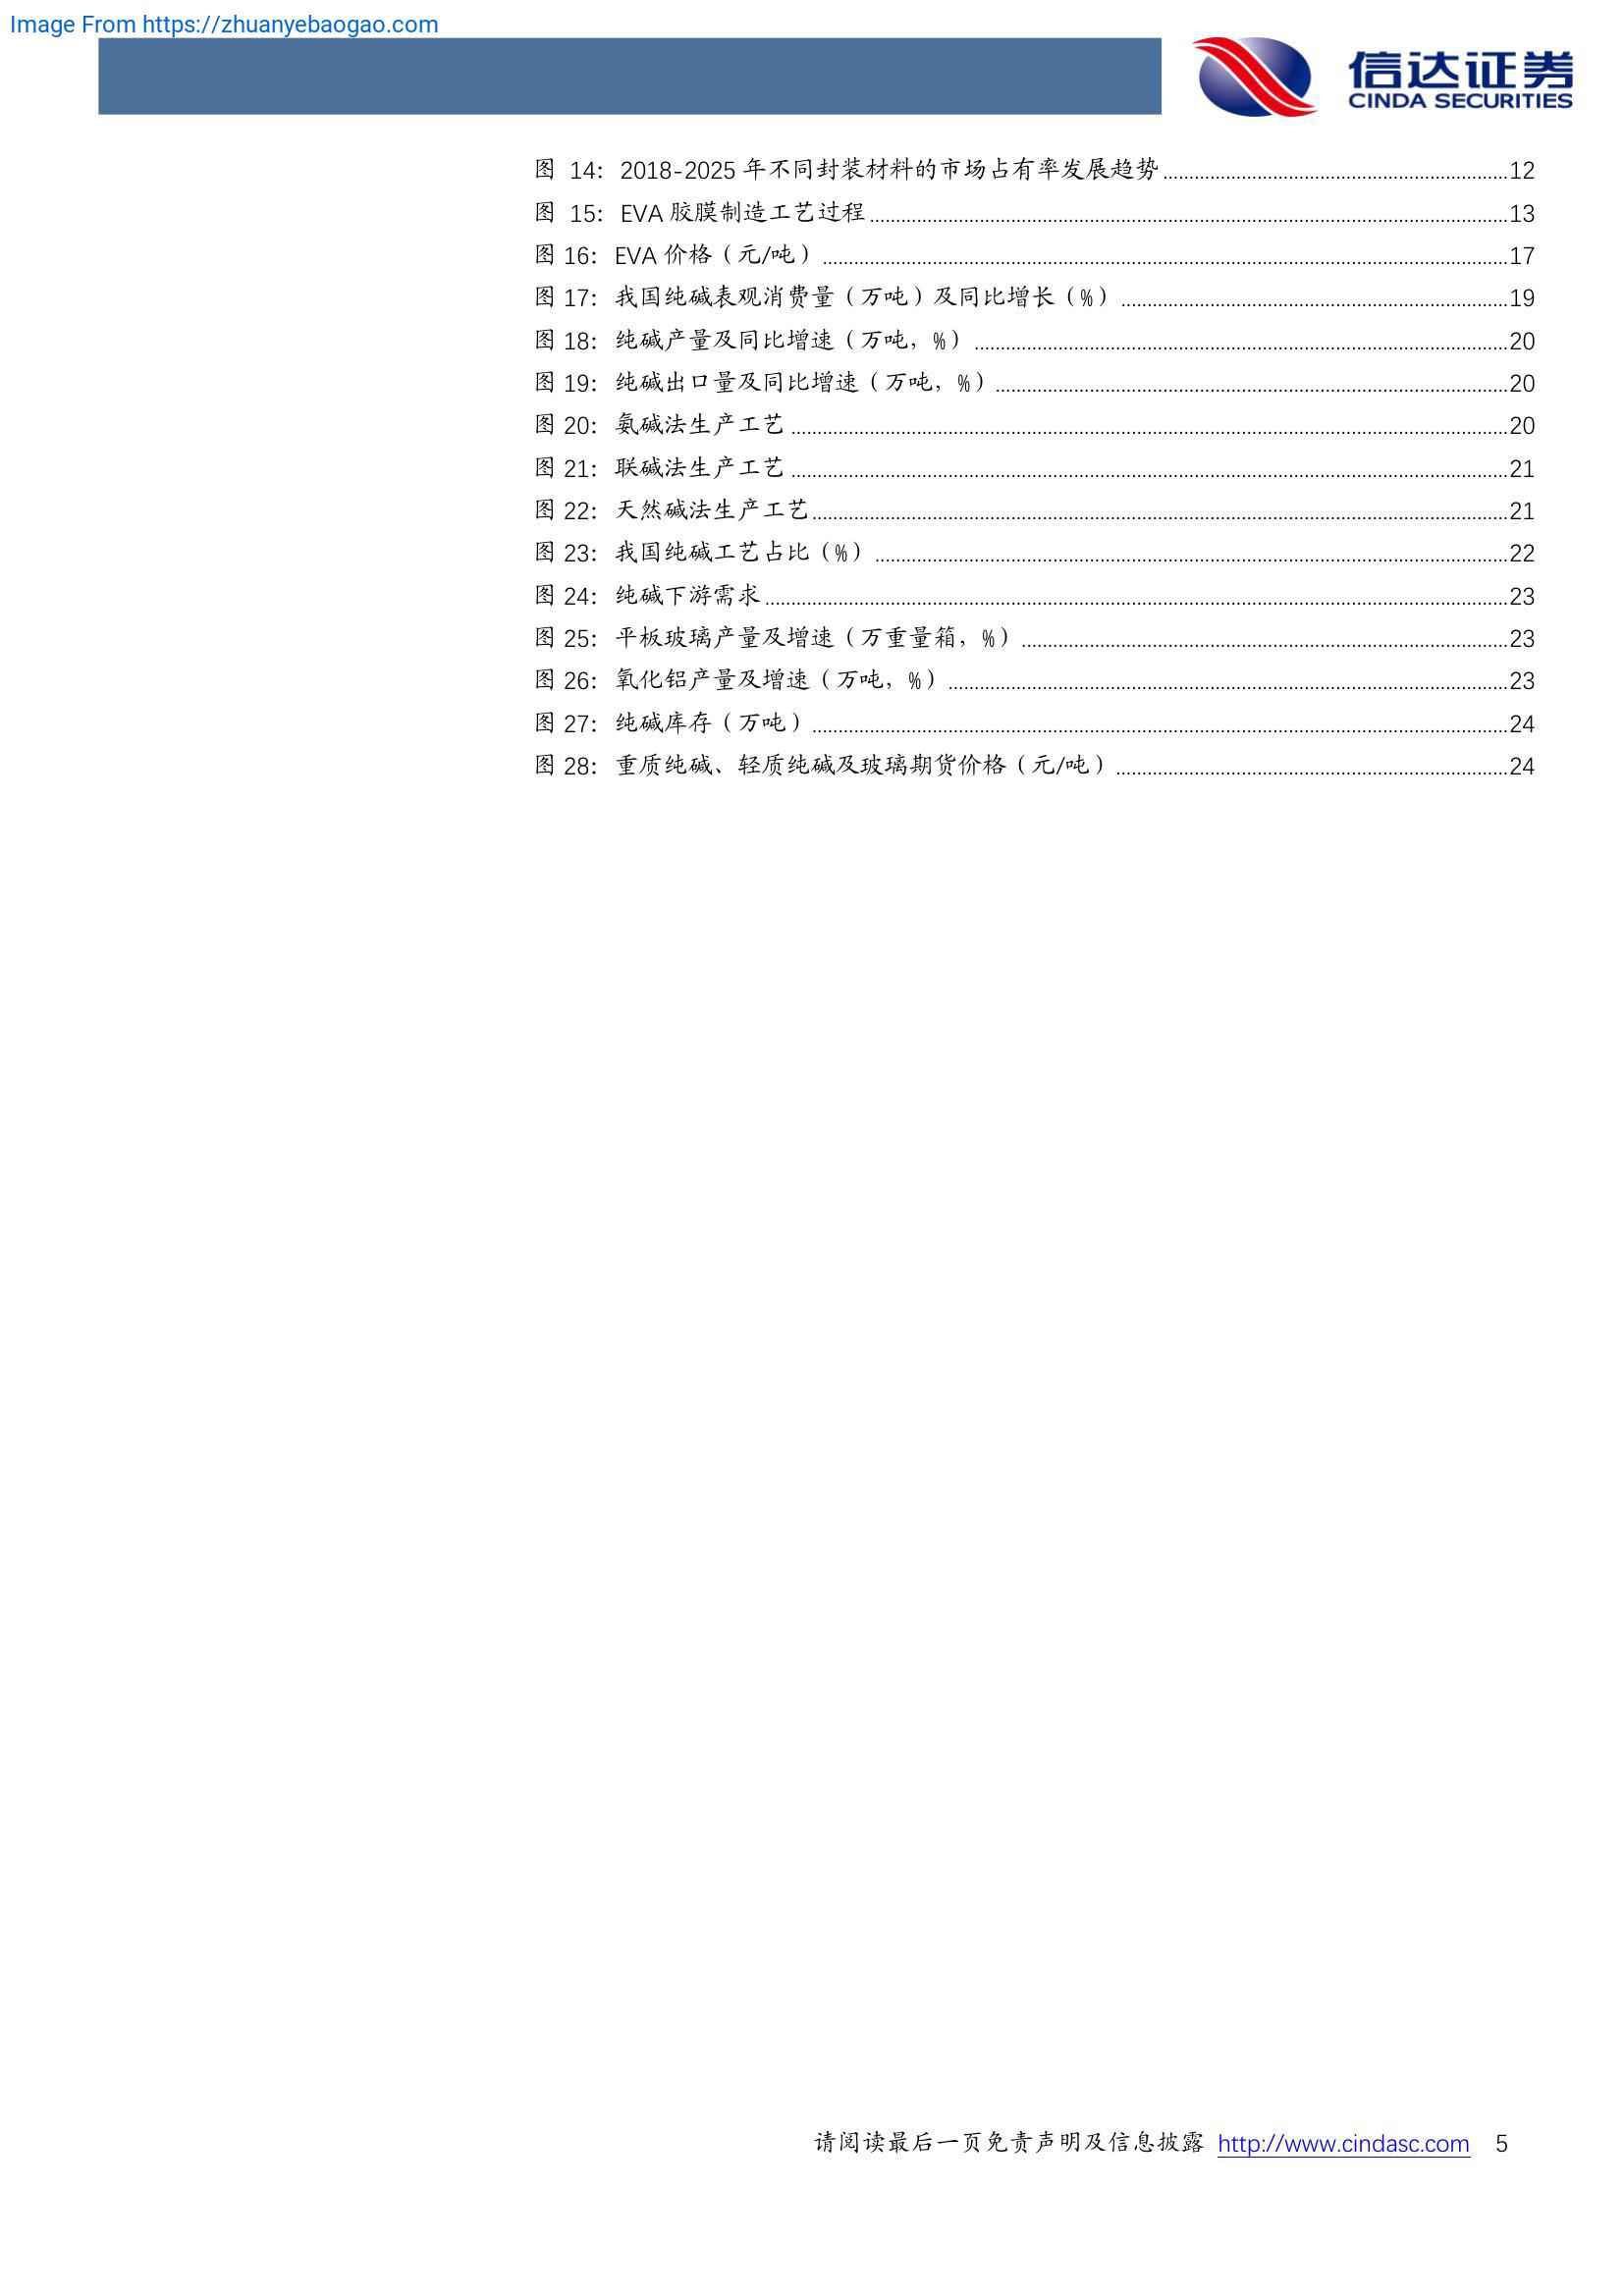 Image From https://zhuanyebaogao.com
信达证券
CINDA SECURITIES
图 14：2018-2025 年不同封装材料的市场占有率发展趋势........12
图 15：EVA 胶膜制造工艺过程........13
图 16：EVA 价格（元/吨）........17
图 17：我国纯碱表观消费量（万吨）及同比增长（%）........19
图 18：纯碱产量及同比增速（万吨，%）........20
图 19：纯碱出口量及同比增速（万吨，%）........20
图 20：氨碱法生产工艺........20
图 21：联碱法生产工艺........21
图 22：天然碱法生产工艺........21
图 23：我国纯碱工艺占比（%）........22
图 24：纯碱下游需求........23
图 25：平板玻璃产量及增速（万重量箱，%）........23
图 26：氧化铝产量及增速（万吨，%）........23
图 27：纯碱库存（万吨）........24
图 28：重质纯碱、轻质纯碱及玻璃期货价格（元/吨）........24
请阅读最后一页免责声明及信息披露 http://www.cindasc.com 5